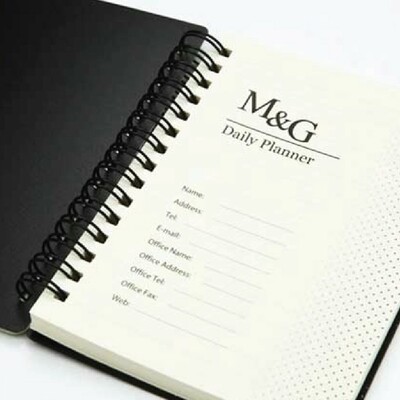 M&G
Daily Planner
Name:
Address:
Tel:
E-mail:
Office Name:
Office Address:
Office Tel:
Office Fax:
Web: